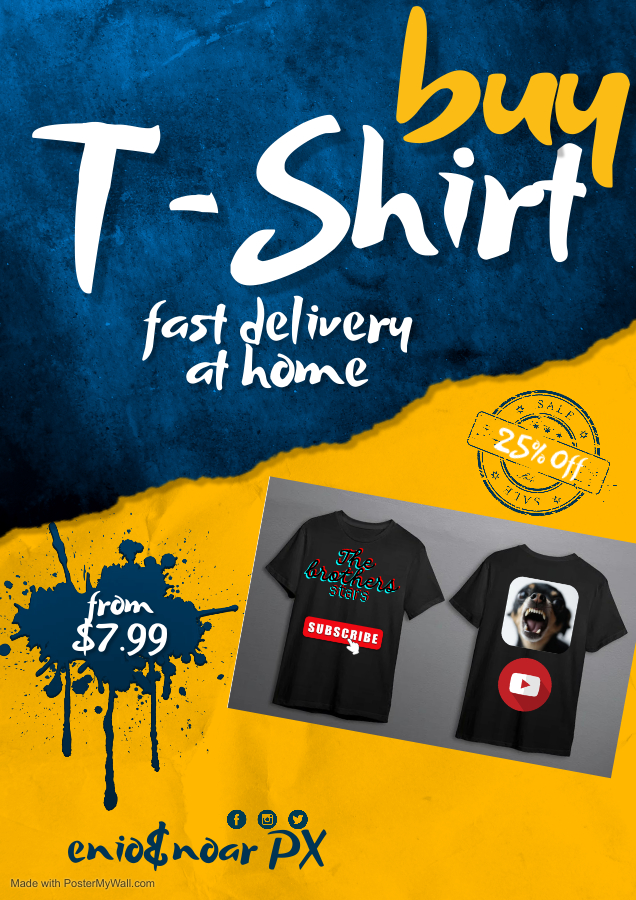 buy
T-Shirt
fast delivery
at home
SALE
25% Off
SALE
The
brothers
stars
SUBSCRIBE
from
$7.99
enio&noar PX
Made with PosterMyWall.com